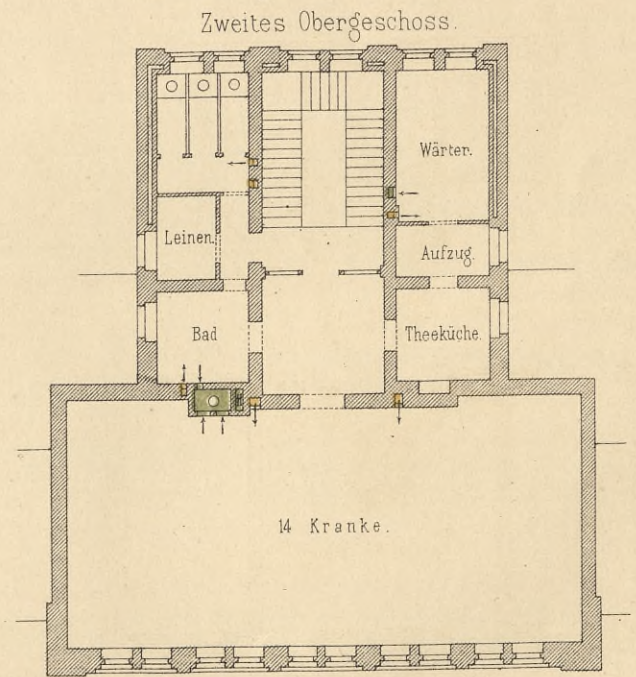 Zweites Obergeschoss.
Wärter.
Leinen.
Aufzug.
Bad
Theeküche.
14 Kranke.